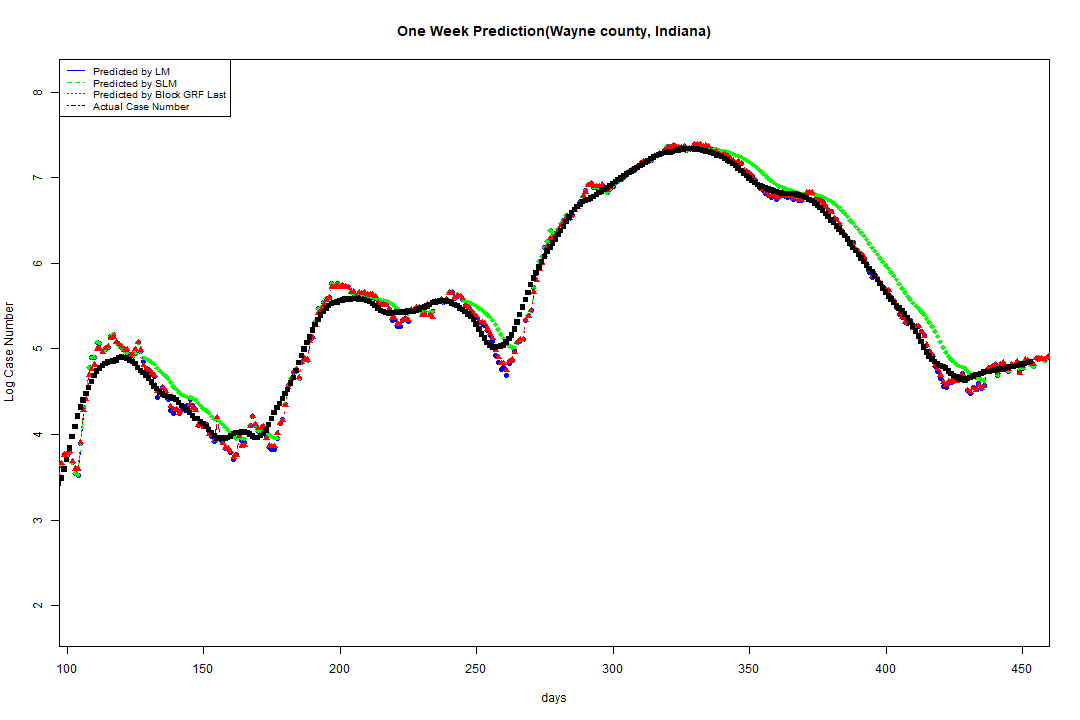 One Week Prediction(Wayne county, Indiana)
Predicted by LM
Predicted by SLM
Predicted by Block GRF Last
Actual Case Number
8
7
6
5
4
3
2
Log Case Number
100 150 200 250 300 350 400 450
days